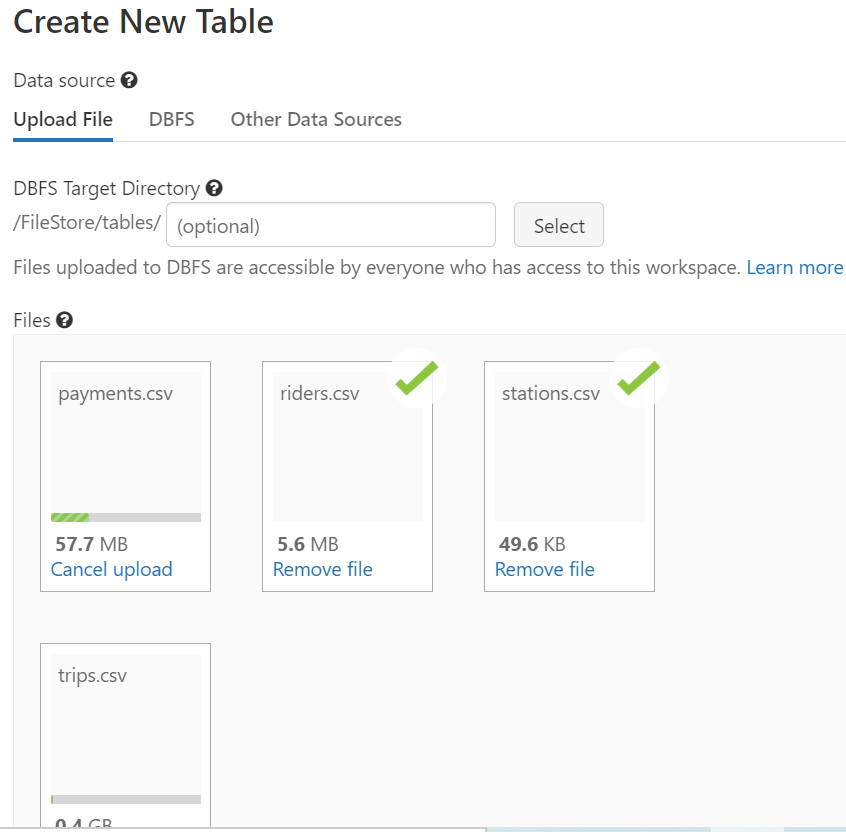 Create New Table
Data source ?
Upload File DBFS Other Data Sources
DBFS Target Directory ?
/FileStore/tables/ (optional) Select
Files uploaded to DBFS are accessible by everyone who has access to this workspace. Learn more
Files ?
payments.csv riders.csv stations.csv
57.7 MB 5.6 MB 49.6 KB
Cancel upload Remove file Remove file
trips.csv
0.4 GB